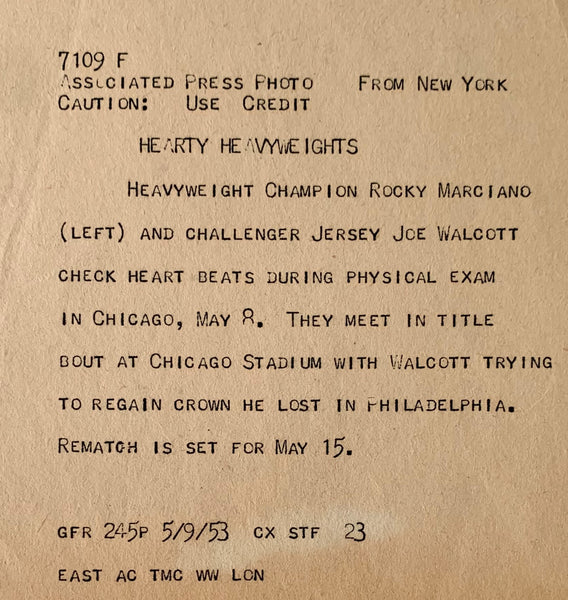 7109 F
ASSOCIATED PRESS PHOTO FROM NEW YORK
CAUTION: USE CREDIT
HEARTY HEAVYWEIGHTS
HEAVYWEIGHT CHAMPION ROCKY MARCIANO
(LEFT) AND CHALLENGER JERSEY JOE WALCOTT
CHECK HEART BEATS DURING PHYSICAL EXAM
IN CHICAGO, MAY 8. THEY MEET IN TITLE
BOUT AT CHICAGO STADIUM WITH WALCOTT TRYING
TO REGAIN CROWN HE LOST IN PHILADELPHIA.
REMATCH IS SET FOR MAY 15.
GFR 245P 5/9/53 CX STF 23
EAST AC TMC WW LCN